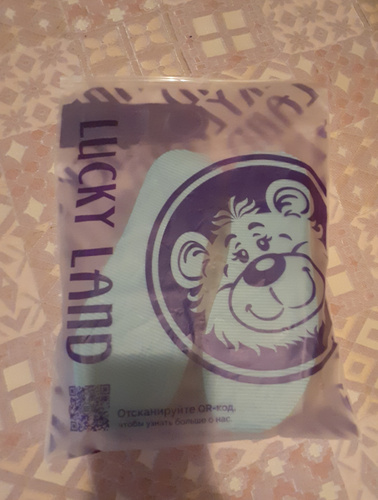 LUCKY LAND
Отсканируйте QR-код,
чтобы узнать больше о нас.